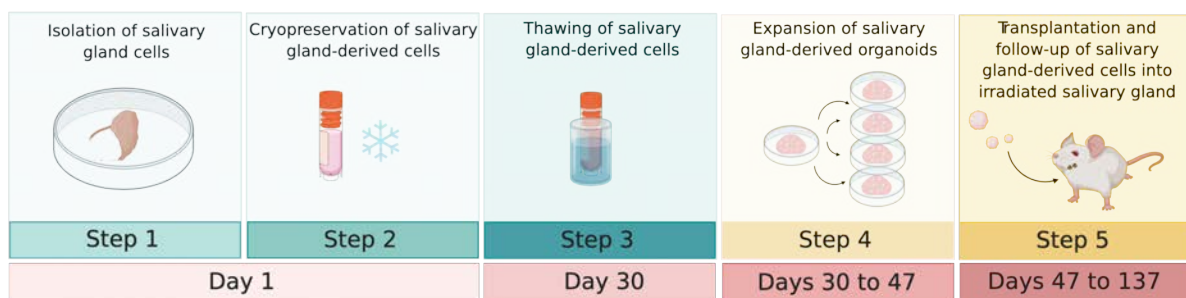 Isolation of salivary
gland cells
Cryopreservation of salivary
gland-derived cells
Thawing of salivary
gland-derived cells
Expansion of salivary
gland-derived organoids
Transplantation and
follow-up of salivary
gland-derived cells into
irradiated salivary gland
Step 1
Step 2
Step 3
Step 4
Step 5
Day 1
Day 30
Days 30 to 47
Days 47 to 137